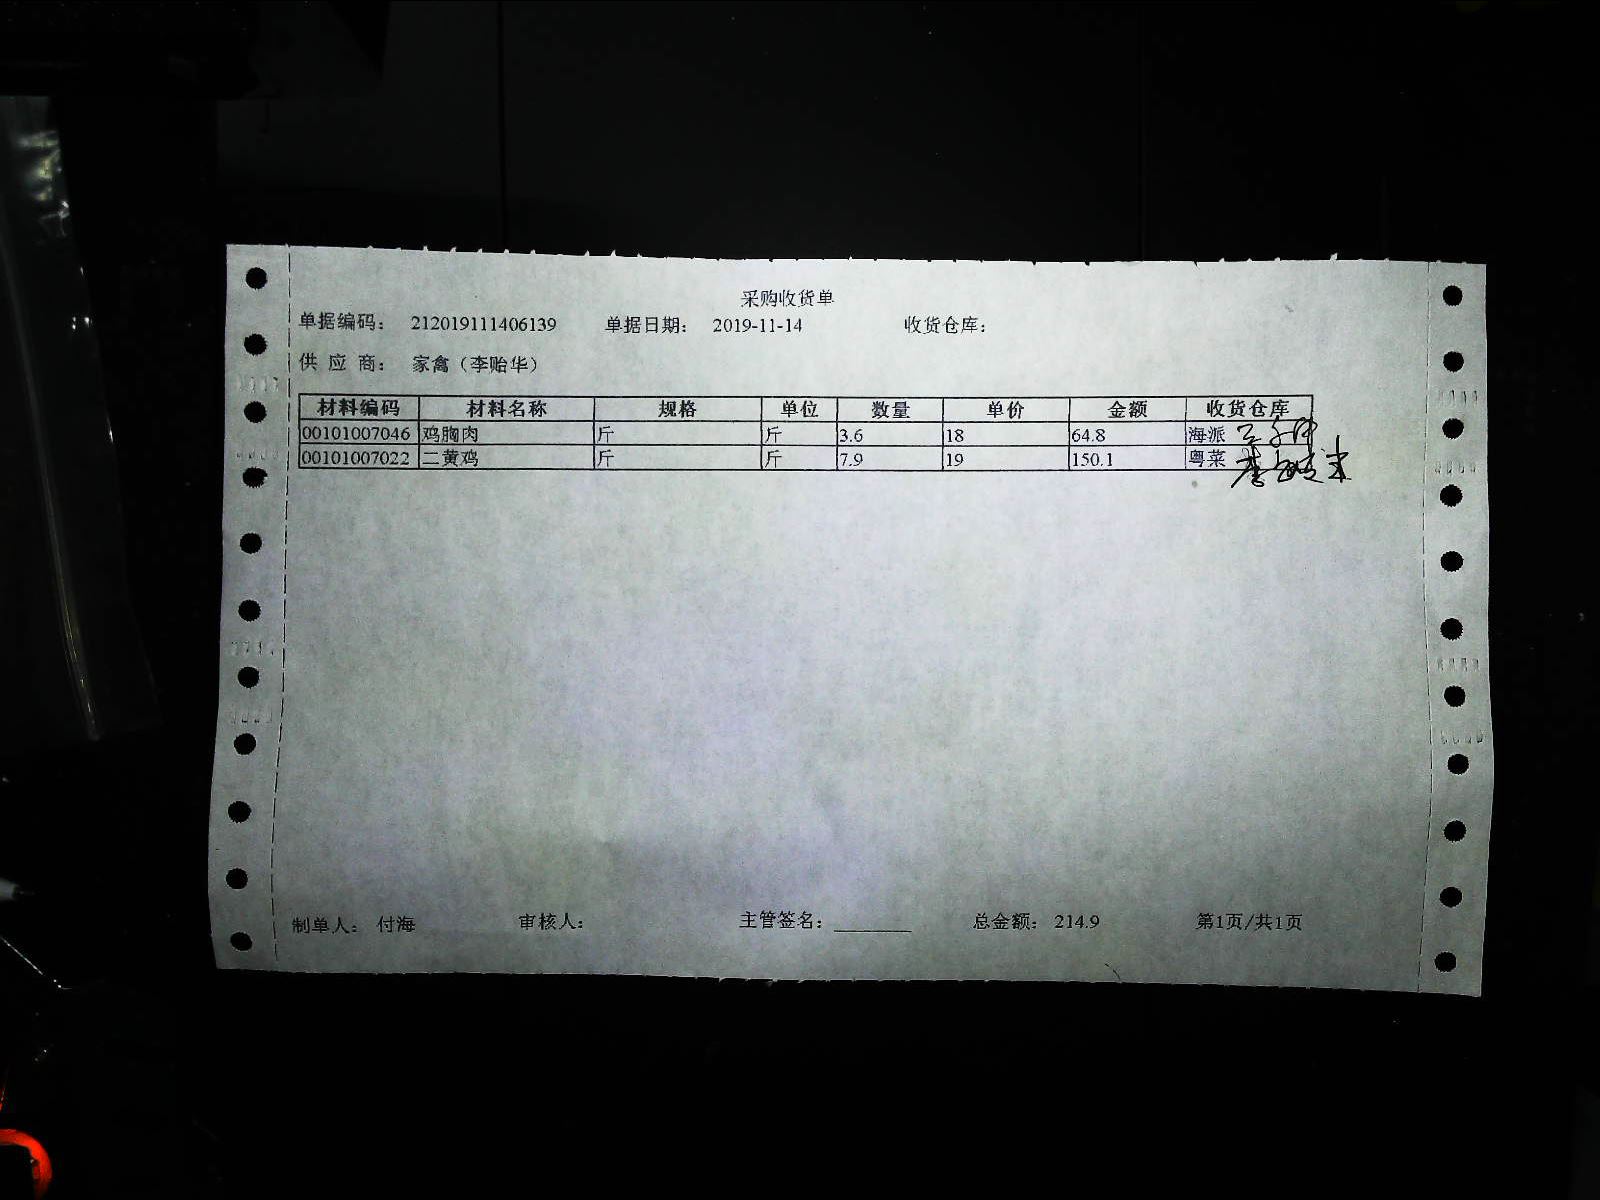 采购收货单
单据编码： 212019111406139 单据日期： 2019-11-14 收货仓库：
供 应 商： 家禽（李贻华）
材料编码 材料名称 规格 单位 数量 单价 金额 收货仓库
00101007046 鸡胸肉 斤 斤 3.6 18 64.8 海派
00101007022 二黄鸡 斤 斤 7.9 19 150.1 粤菜
制单人： 付海 审核人： 主管签名： 总金额： 214.9 第1页/共1页